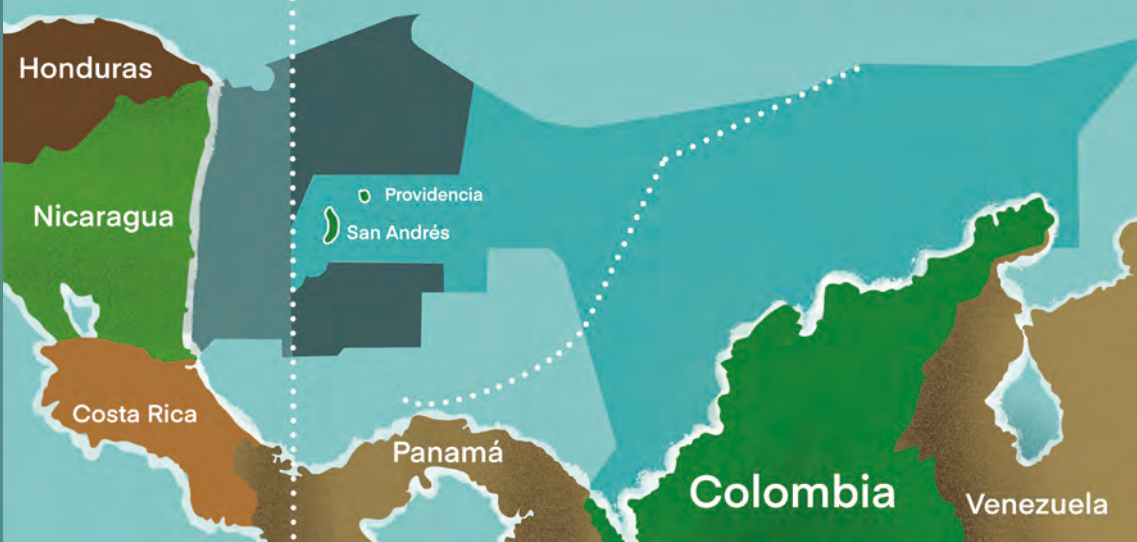 Honduras
Providencia
Nicaragua
San Andrés
Costa Rica
Panamá
Colombia
Venezuela